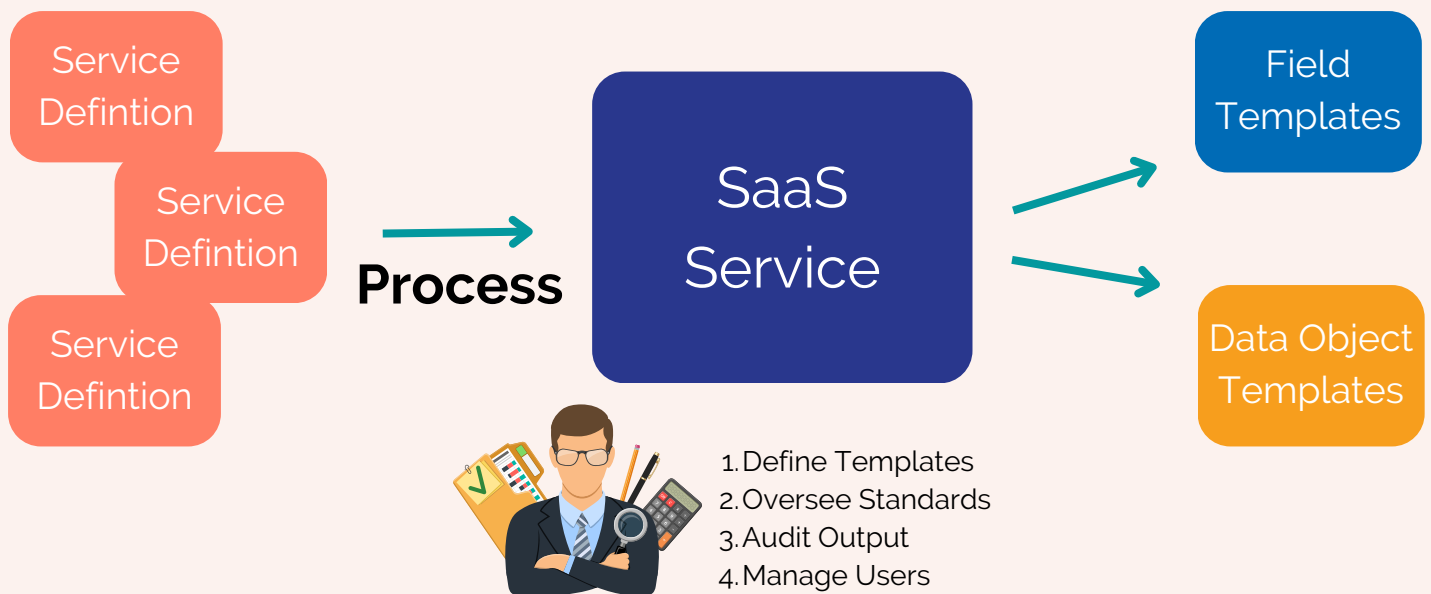 Service
Defintion
Service
Defintion
Service
Defintion
Process
SaaS
Service
Field
Templates
Data Object
Templates
1. Define Templates
2. Oversee Standards
3. Audit Output
4. Manage Users